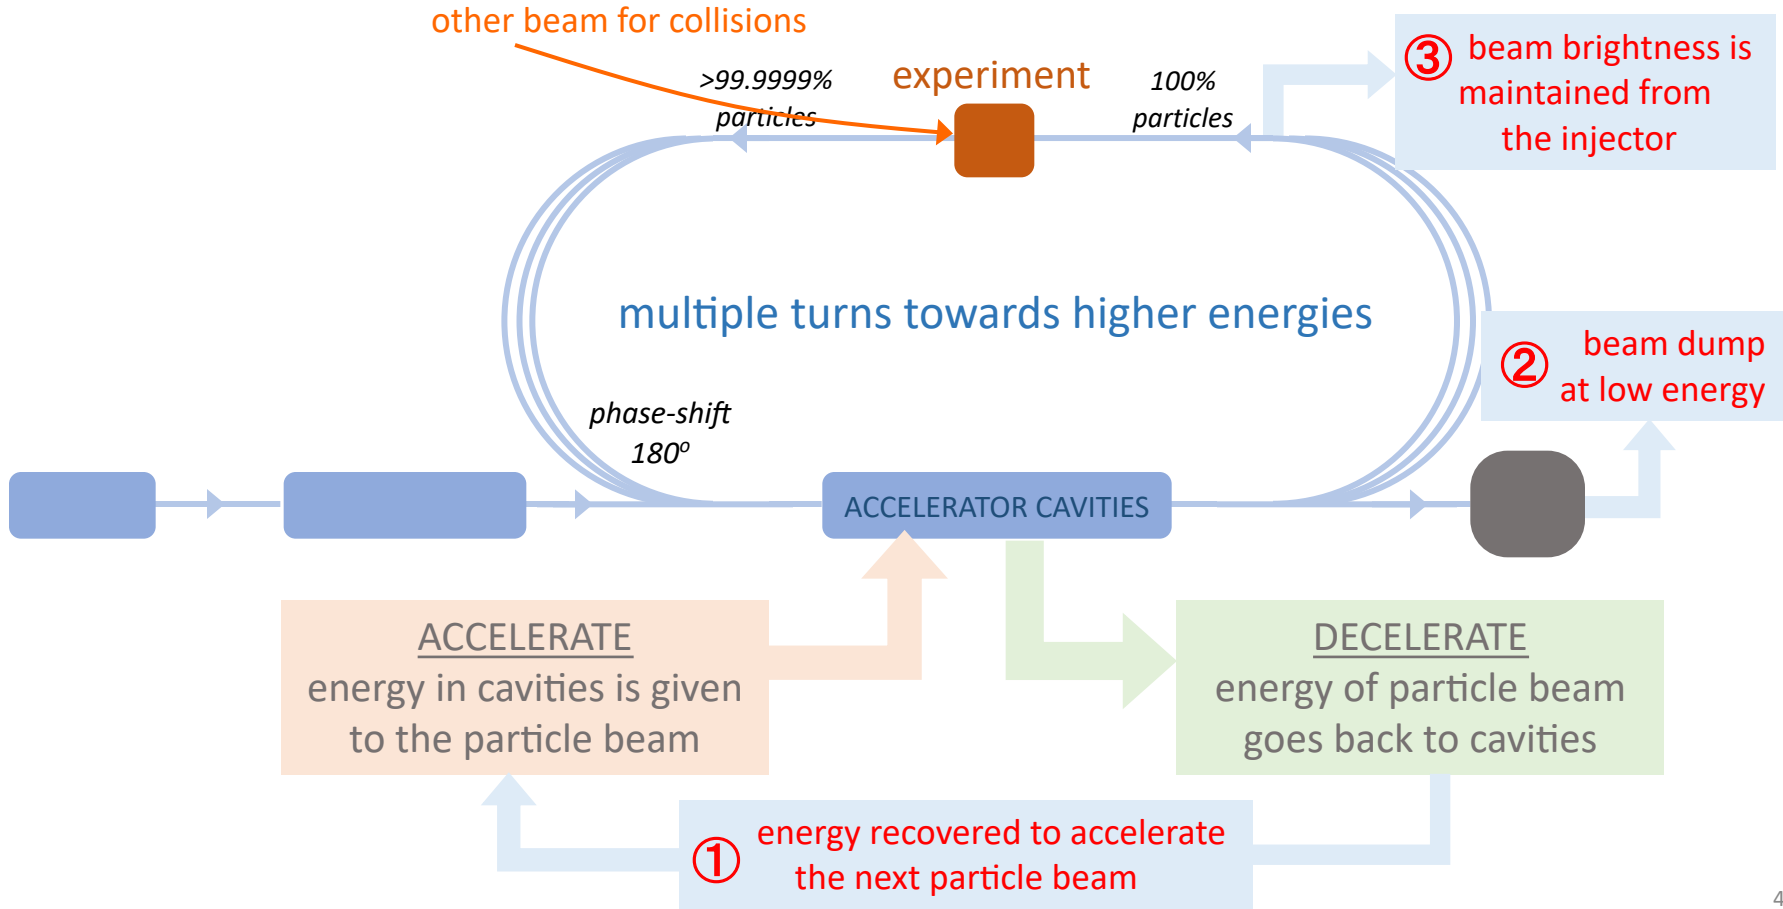 other beam for collisions
>99.9999%
particles
experiment
100%
particles
③ beam brightness is
maintained from
the injector
multiple turns towards higher energies
② beam dump
at low energy
phase-shift
180º
ACCELERATOR CAVITIES
ACCELERATE
energy in cavities is given
to the particle beam
DECELERATE
energy of particle beam
goes back to cavities
① energy recovered to accelerate
the next particle beam
4